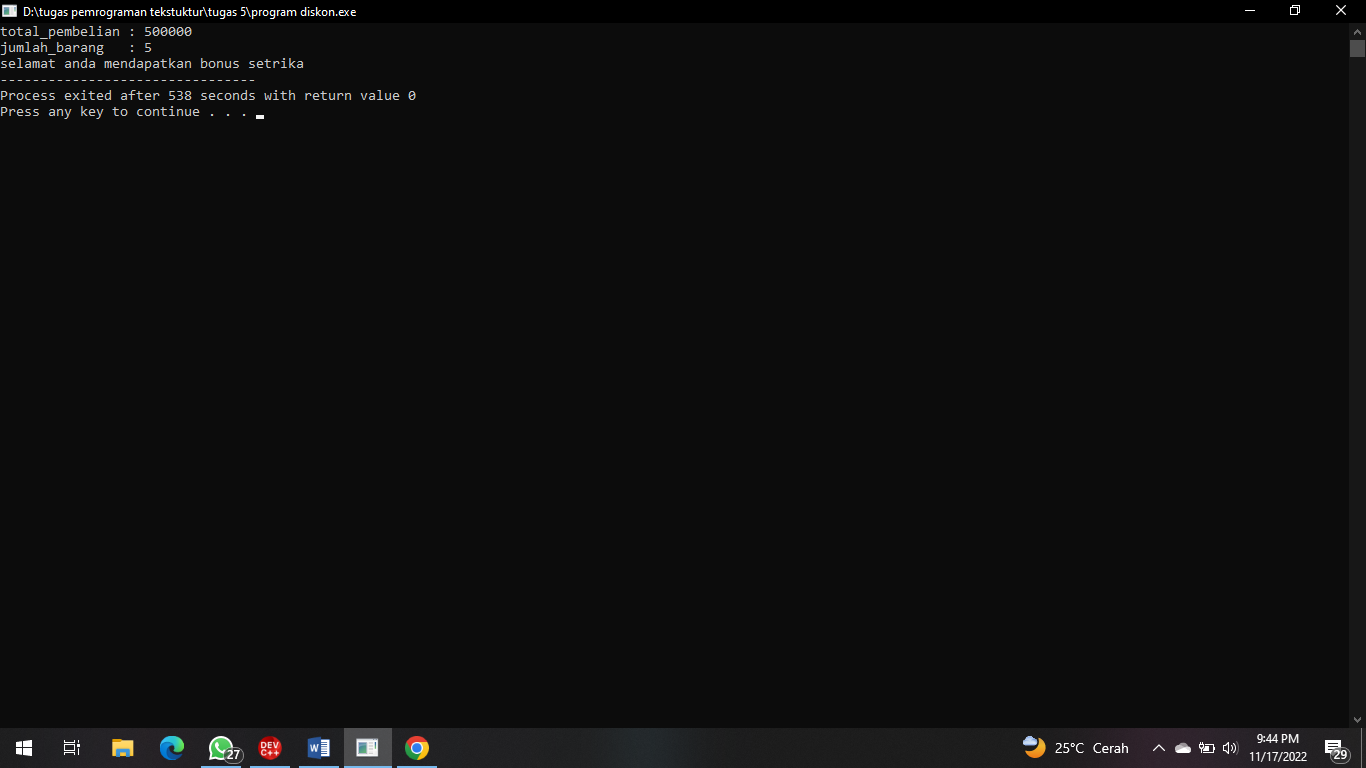 D:\tugas pemrograman tekstuktur\tugas 5\program diskon.exe
total_pembelian : 500000
jumlah_barang   : 5
selamat anda mendapatkan bonus setrika
--------------------------------
Process exited after 538 seconds with return value 0
Press any key to continue . . .
27
DEV C++
W
25°C Cerah
9:44 PM
11/17/2022
29